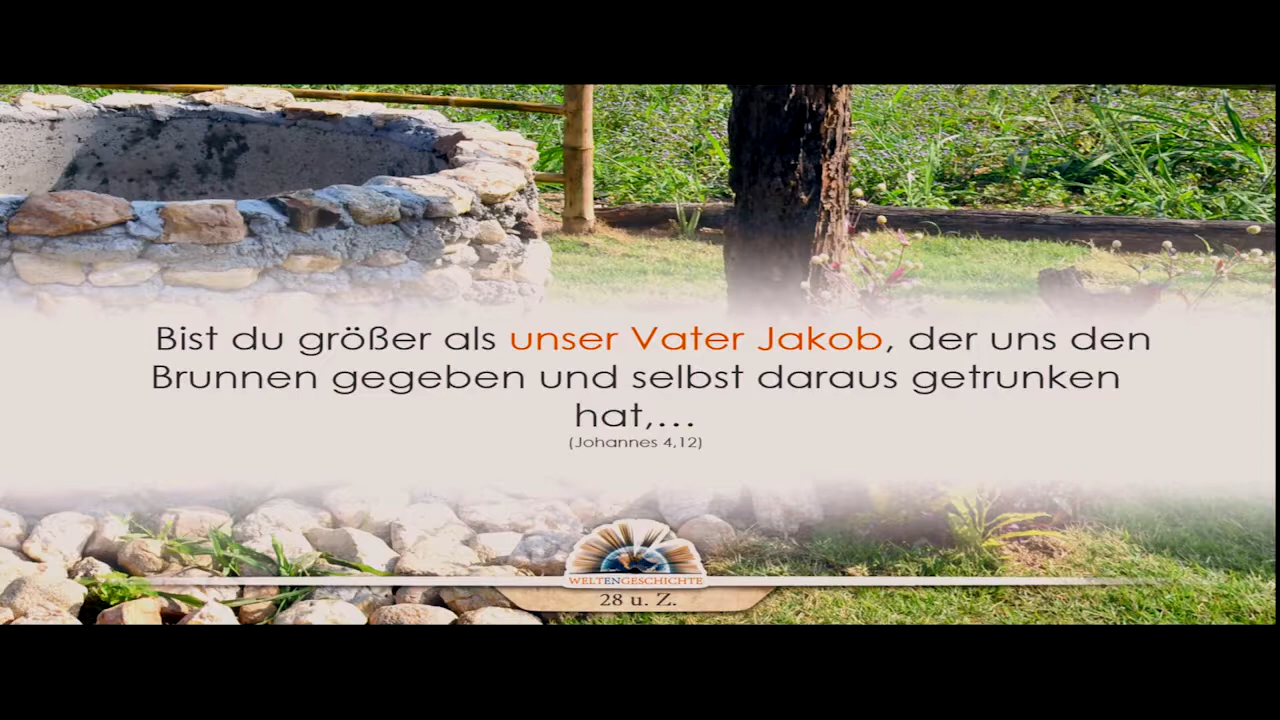 Bist du größer als unser Vater Jakob, der uns den
Brunnen gegeben und selbst daraus getrunken
hat,...
(Johannes 4,12)
WELTENGESCHICHTE
28 u. Z.